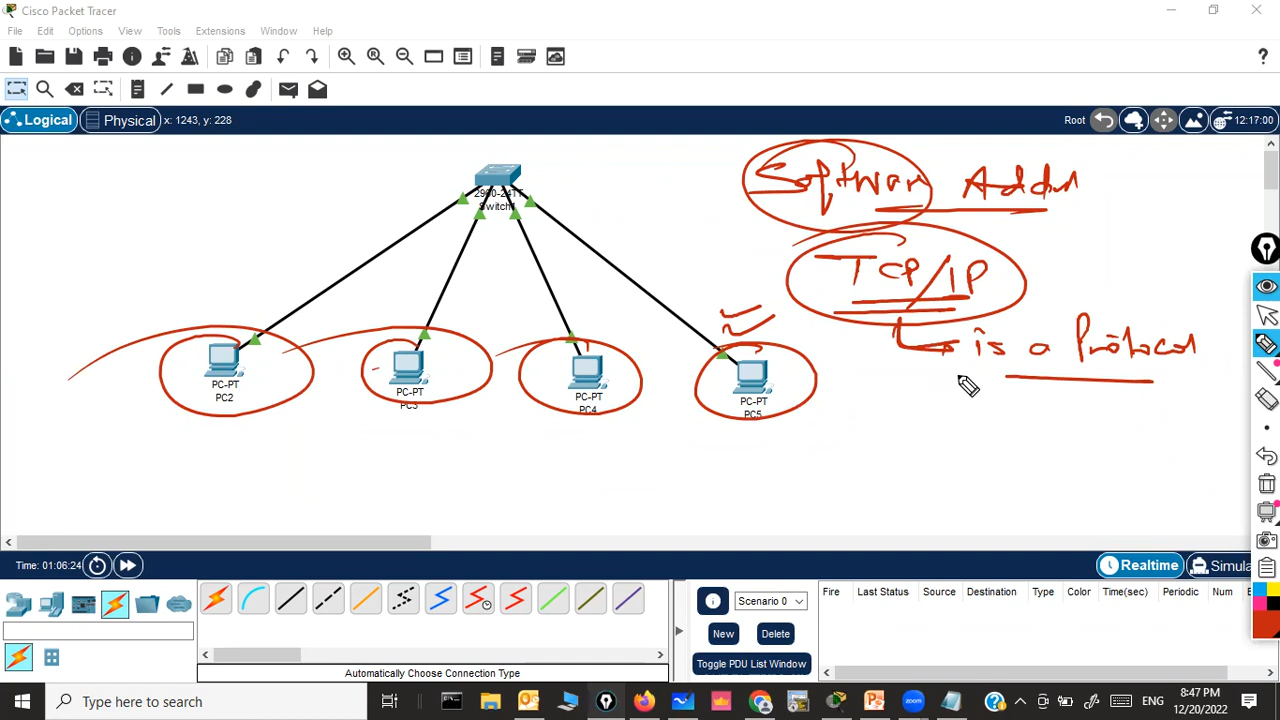 Cisco Packet Tracer
File Edit Options View Tools Extensions Window Help
Logical Physical x: 1243, y: 228 Root 12:17:00
Software
TCP/IP
is a Protocol
Switch1
PC-PT
PC2
PC-PT
PC3
PC-PT
PC4
PC-PT
PC5
Time: 01:06:24 Realtime Simula
Scenario 0
New Delete
Toggle PDU List Window
Fire Last Status Source Destination Type Color Time(sec) Periodic Num
Automatically Choose Connection Type
Type here to search
ENG
8:47 PM
12/20/2022